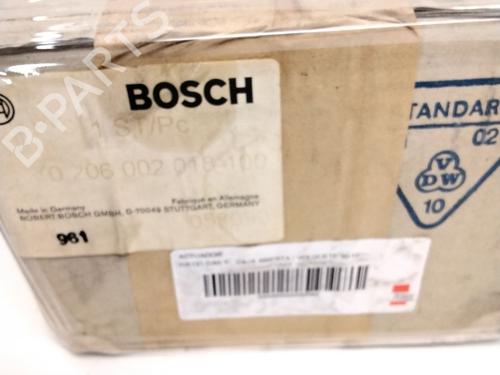 BOSCH
1 ST/Pc
0 206 002 018-100
Made in Germany
Fabriqué en Allemagne
ROBERT BOSCH GMBH, D-70049 STUTTGART, GERMANY
961
STANDAR
02
VDW
10
ACTUADOR
B-PARTS